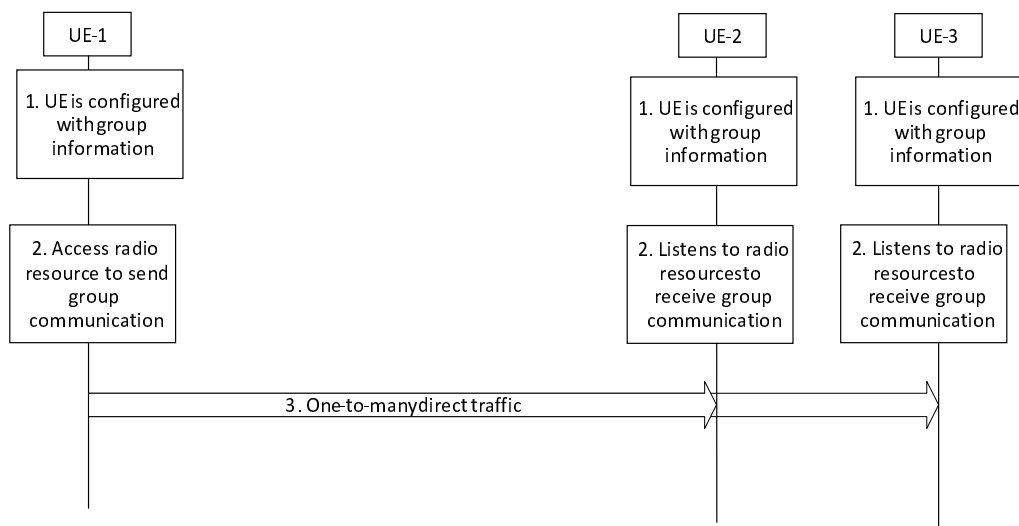 UE-1
UE-2
UE-3
1. UE is configured
with group
information
1. UE is configured
with group
information
1. UE is configured
with group
information
2. Access radio
resource to send
group
communication
2. Listens to radio
resourcesto
receive group
communication
2. Listens to radio
resourcesto
receive group
communication
3. One-to-manydirect traffic